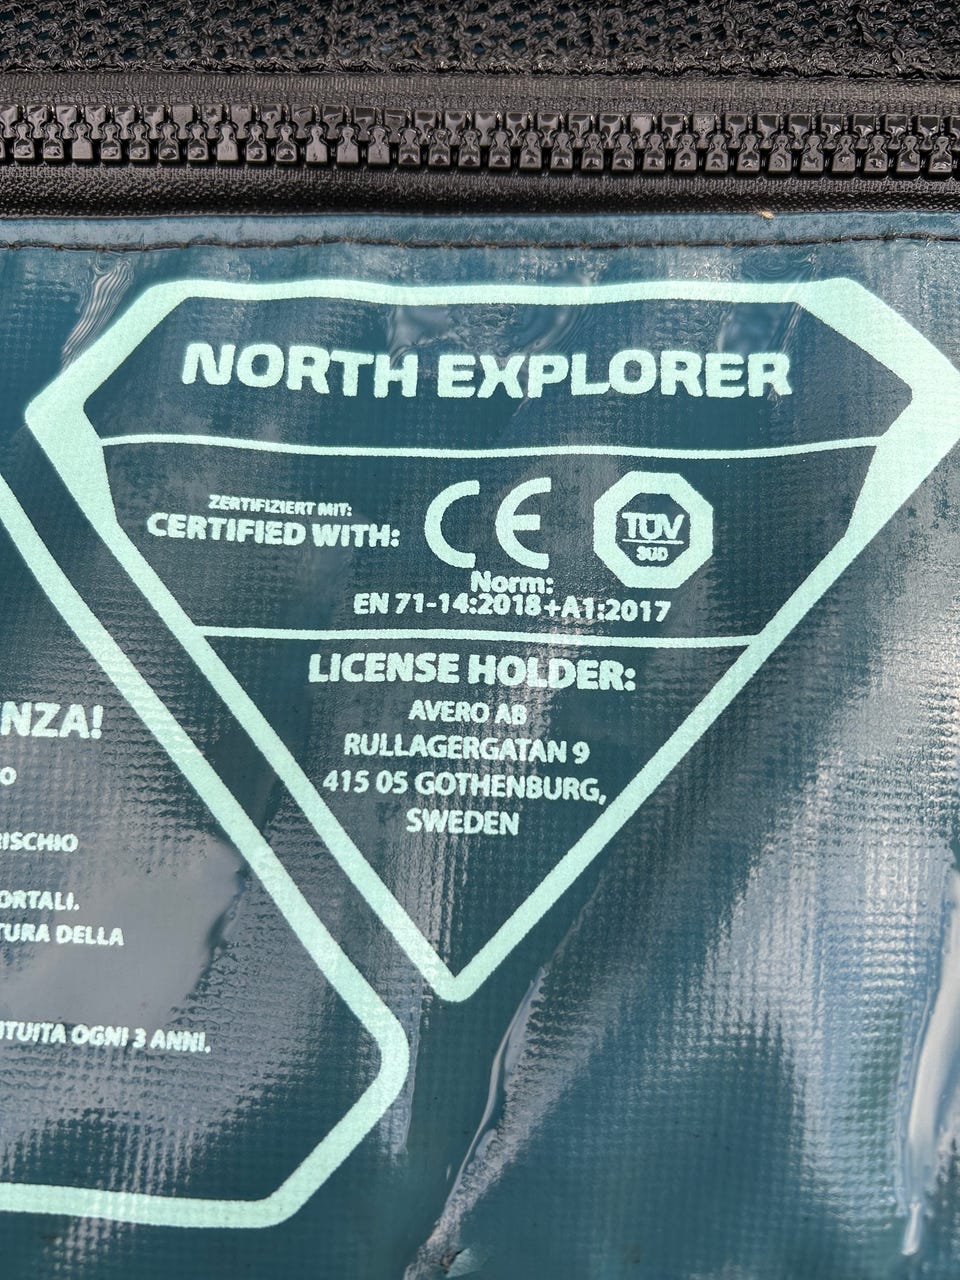 NORTH EXPLORER
ZERTIFIZIERT MIT:
CERTIFIED WITH:
CE
TÜV
SÜD
Norm:
EN 71-14:2018+A1:2017
LICENSE HOLDER:
AVERO AB
RULLAGERGATAN 9
415 05 GOTHENBURG,
SWEDEN
NZA!
O
RISCHIO
ORTALI.
TURA DELLA
ITUITA OGNI 3 ANNI.